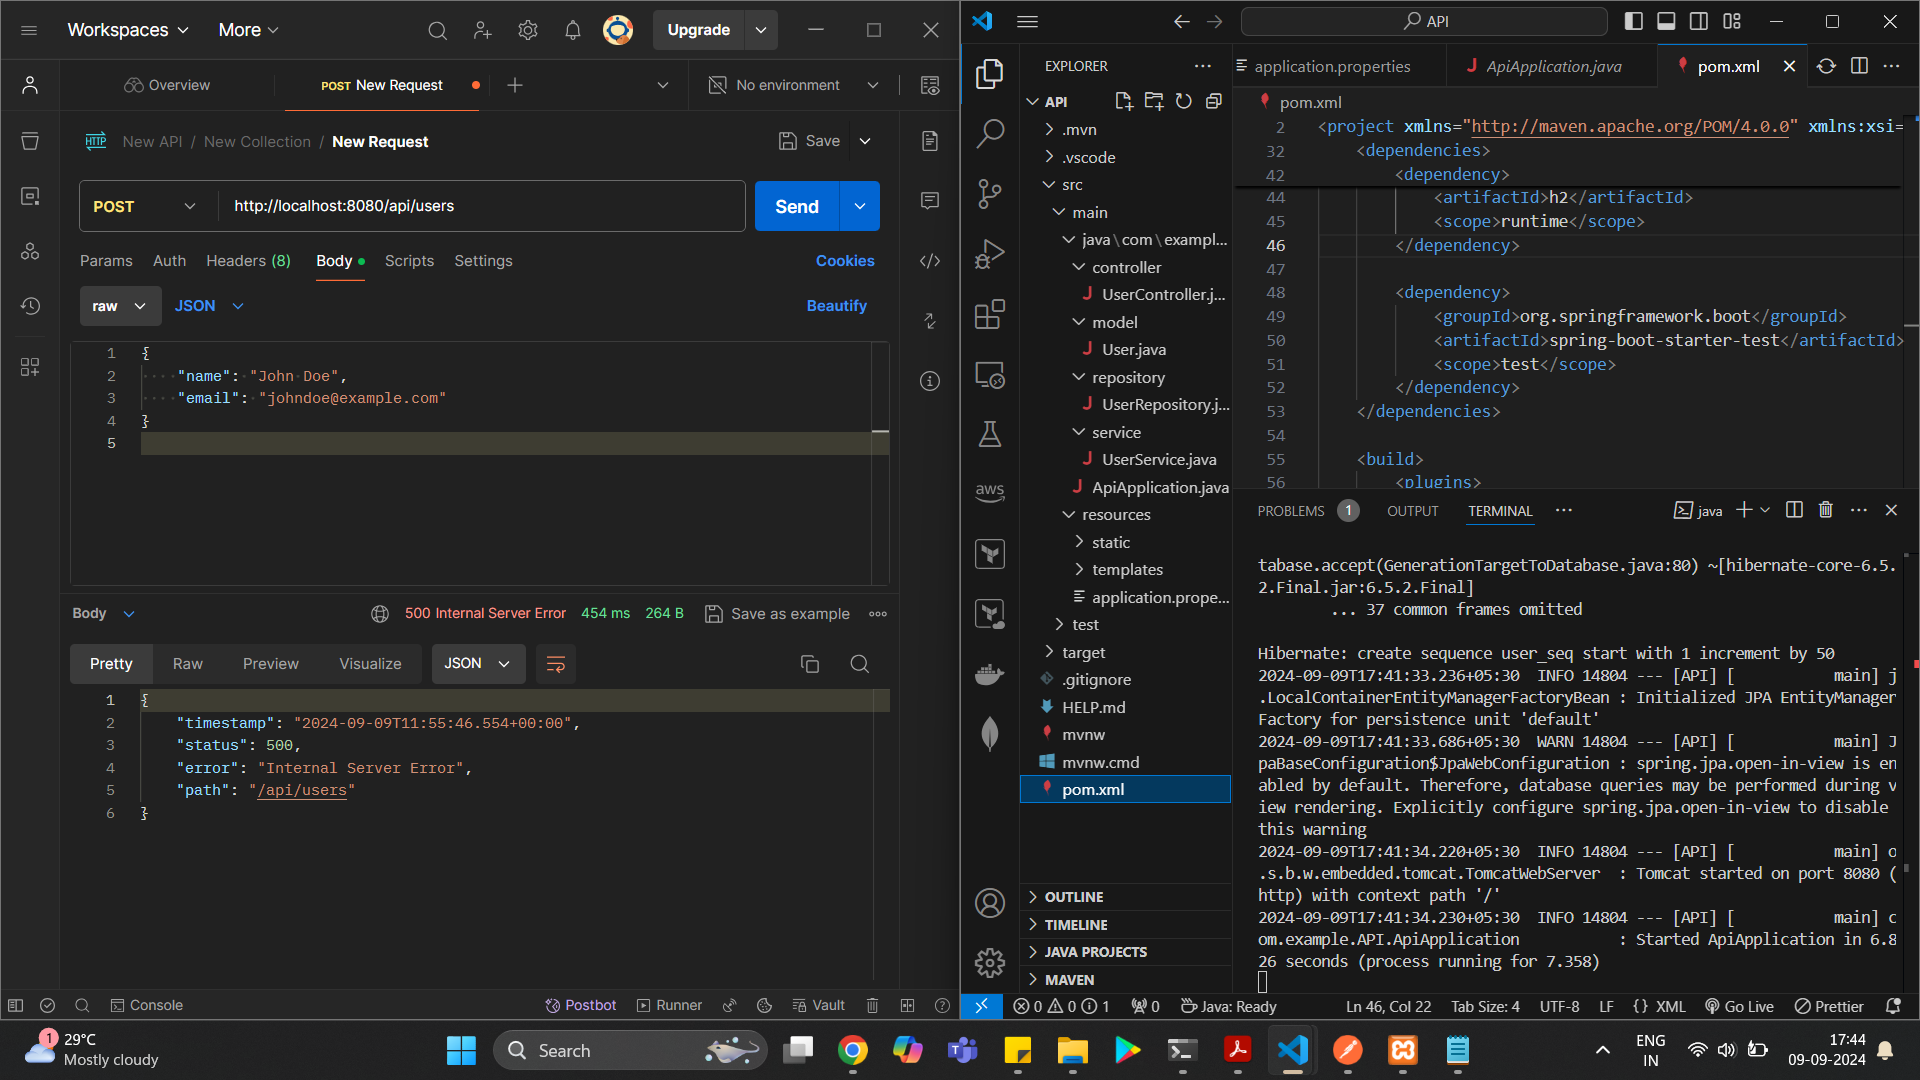 Workspaces More Upgrade
Overview POST New Request No environment
HTTP New API / New Collection / New Request Save
POST http://localhost:8080/api/users Send
Params Auth Headers (8) Body Scripts Settings Cookies
raw JSON Beautify
1 {
2 "name": "John Doe",
3 "email": "johndoe@example.com"
4 }
5
Body 500 Internal Server Error 454 ms 264 B Save as example
Pretty Raw Preview Visualize JSON
1 {
2 "timestamp": "2024-09-09T11:55:46.554+00:00",
3 "status": 500,
4 "error": "Internal Server Error",
5 "path": "/api/users"
6 }
Console Postbot Runner Vault
API
EXPLORER
API
.mvn
.vscode
src
main
java\com\exampl...
controller
J UserController.j...
model
J User.java
repository
J UserRepository.j...
service
J UserService.java
J ApiApplication.java
resources
static
templates
application.prope...
test
target
.gitignore
HELP.md
mvnw
mvnw.cmd
pom.xml
OUTLINE
TIMELINE
JAVA PROJECTS
MAVEN
aws
application.properties J ApiApplication.java pom.xml
pom.xml
2 <project xmlns="http://maven.apache.org/POM/4.0.0" xmlns:xsi=
32 <dependencies>
42 <dependency>
44 <artifactId>h2</artifactId>
45 <scope>runtime</scope>
46 </dependency>
47
48 <dependency>
49 <groupId>org.springframework.boot</groupId>
50 <artifactId>spring-boot-starter-test</artifactId>
51 <scope>test</scope>
52 </dependency>
53 </dependencies>
54
55 <build>
56 <plugins>
PROBLEMS 1 OUTPUT TERMINAL java
tabase.accept(GenerationTargetToDatabase.java:80) ~[hibernate-core-6.5.
2.Final.jar:6.5.2.Final]
... 37 common frames omitted
Hibernate: create sequence user_seq start with 1 increment by 50
2024-09-09T17:41:33.236+05:30 INFO 14804 --- [API] [ main] j
.LocalContainerEntityManagerFactoryBean : Initialized JPA EntityManager
Factory for persistence unit 'default'
2024-09-09T17:41:33.686+05:30 WARN 14804 --- [API] [ main] J
paBaseConfiguration$JpaWebConfiguration : spring.jpa.open-in-view is en
abled by default. Therefore, database queries may be performed during v
iew rendering. Explicitly configure spring.jpa.open-in-view to disable
this warning
2024-09-09T17:41:34.220+05:30 INFO 14804 --- [API] [ main] o
.s.b.w.embedded.tomcat.TomcatWebServer : Tomcat started on port 8080 (
http) with context path '/'
2024-09-09T17:41:34.230+05:30 INFO 14804 --- [API] [ main] c
om.example.API.ApiApplication : Started ApiApplication in 6.8
26 seconds (process running for 7.358)
0 0 1 0 Java: Ready Ln 46, Col 22 Tab Size: 4 UTF-8 LF {} XML Go Live Prettier
1 29°C
Mostly cloudy
Search
ENG
IN
17:44
09-09-2024